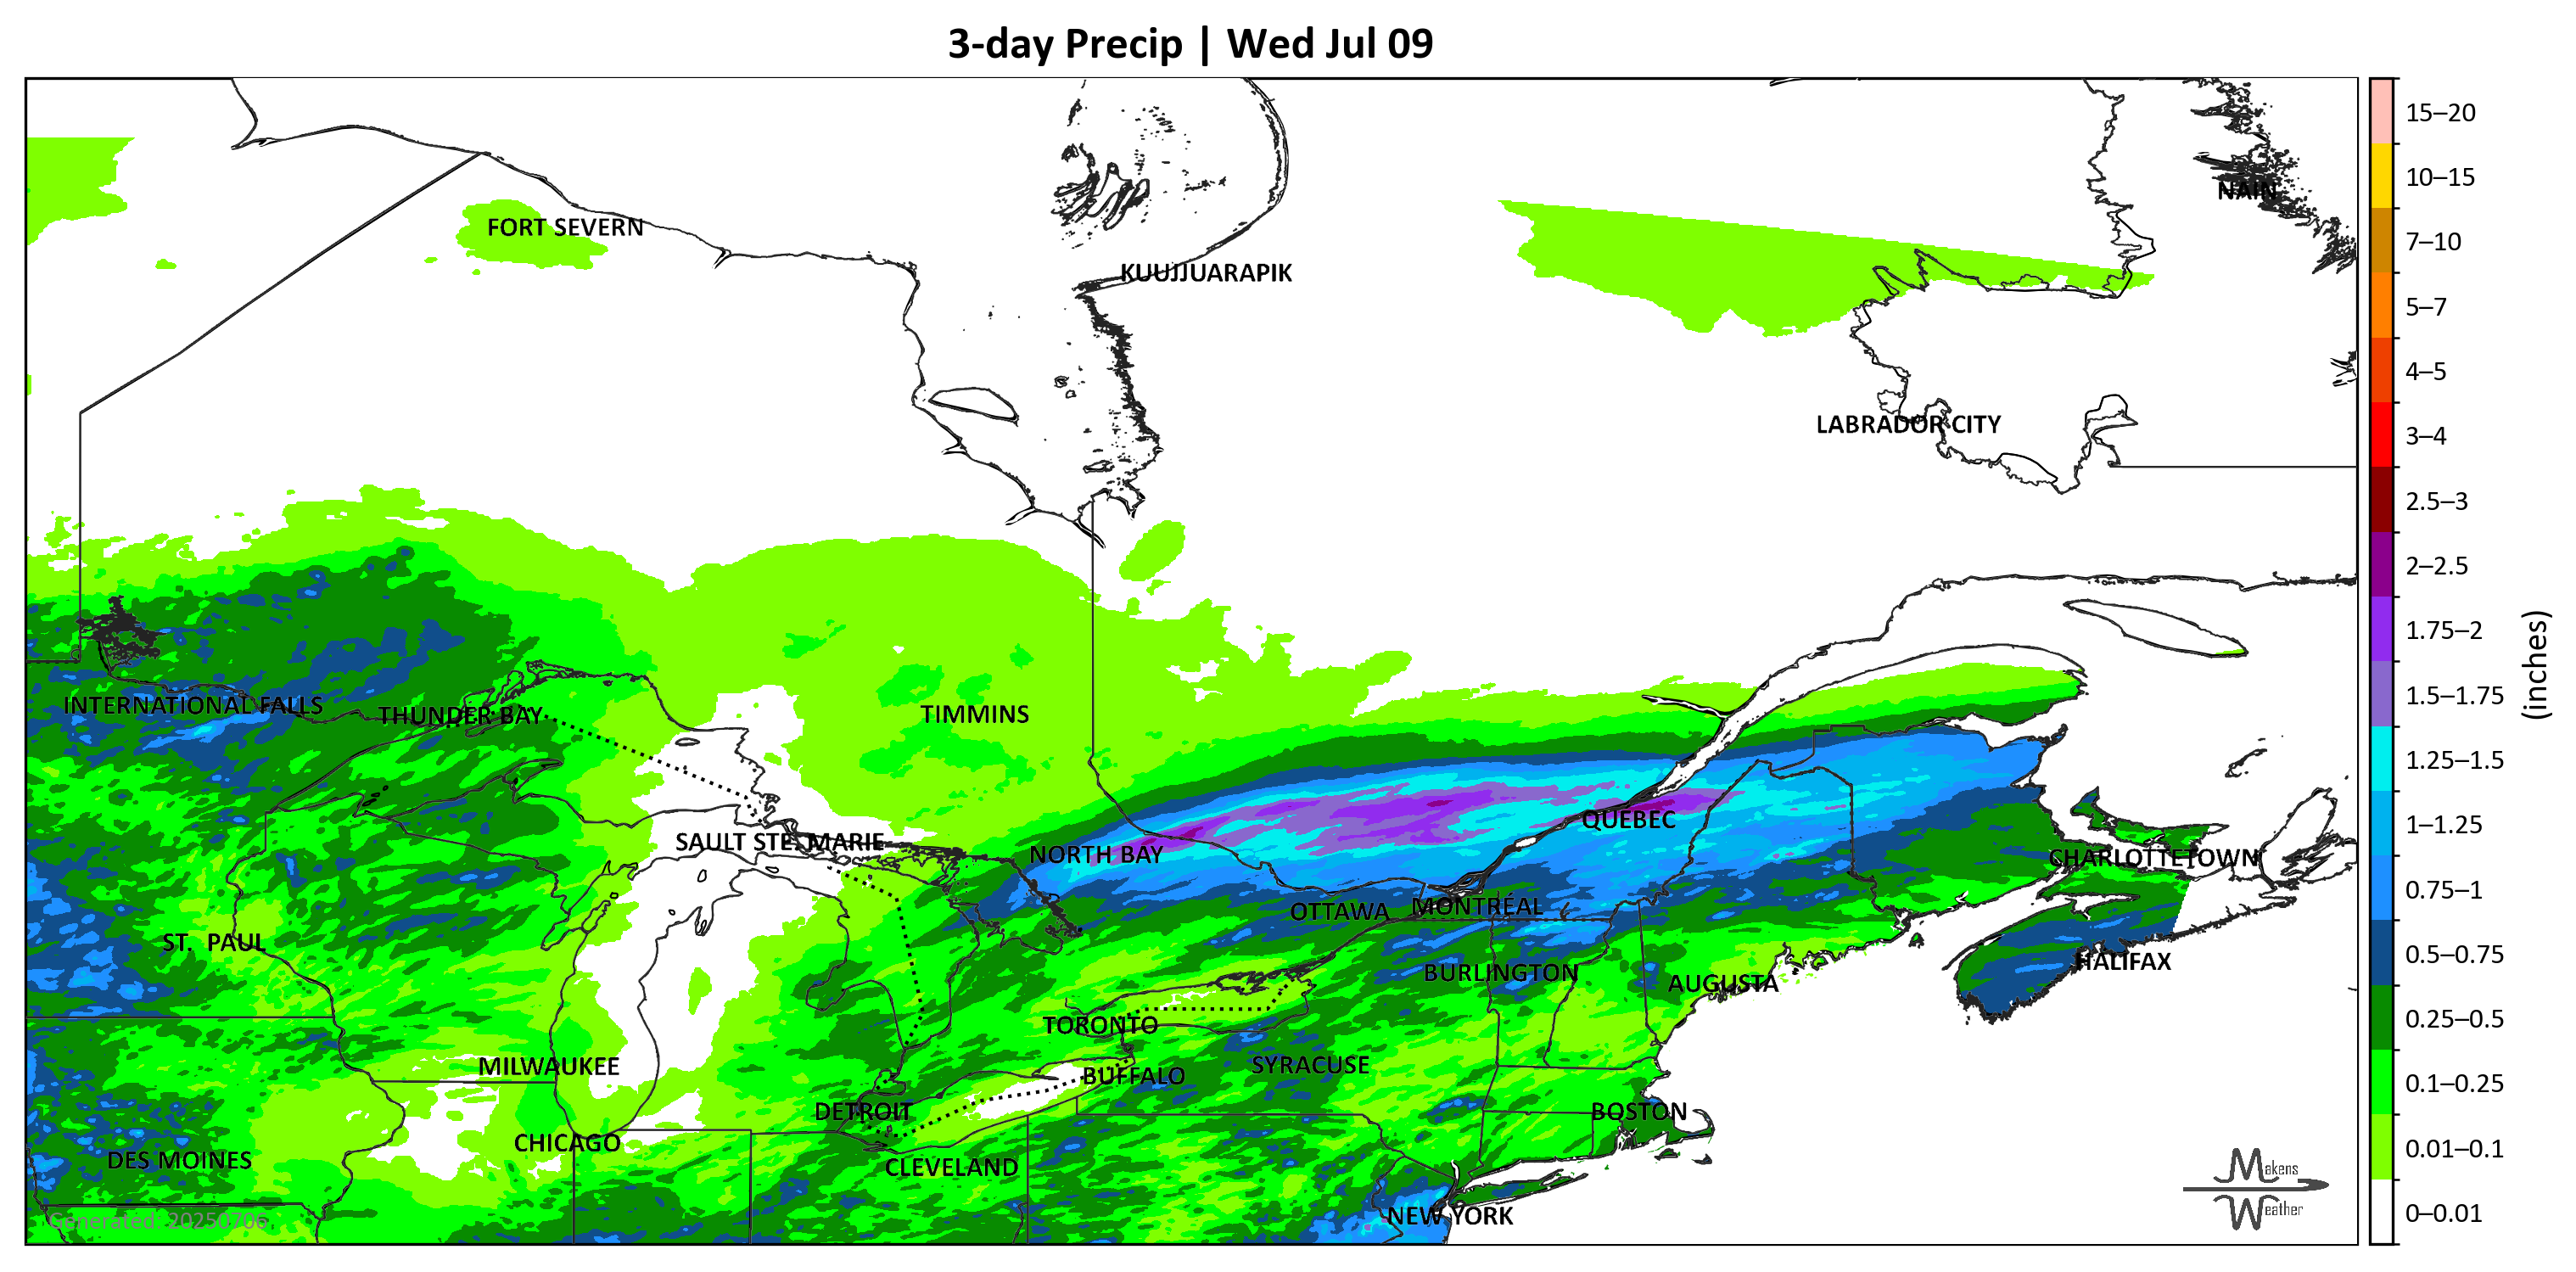 3-day Precip | Wed Jul 09
NAIN
FORT SEVERN
KUUJJUARAPIK
LABRADOR CITY
INTERNATIONAL FALLS
THUNDER BAY
TIMMINS
SAULT STE. MARIE
NORTH BAY
QUEBEC
CHARLOTTETOWN
OTTAWA
MONTRÉAL
ST. PAUL
HALIFAX
BURLINGTON
AUGUSTA
TORONTO
MILWAUKEE
SYRACUSE
BUFFALO
DETROIT
BOSTON
CHICAGO
DES MOINES
CLEVELAND
NEW YORK
Generated: 20250706
Makens
Weather
15–20
10–15
7–10
5–7
4–5
3–4
2.5–3
2–2.5
1.75–2
1.5–1.75
1.25–1.5
1–1.25
0.75–1
0.5–0.75
0.25–0.5
0.1–0.25
0.01–0.1
0–0.01
(inches)